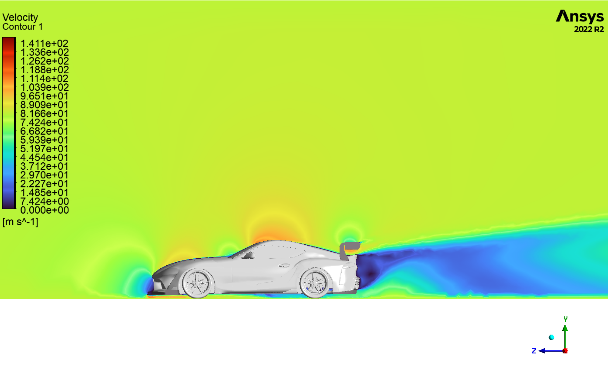 Velocity
Contour 1
1.411e+02
1.336e+02
1.262e+02
1.188e+02
1.114e+02
1.039e+02
9.651e+01
8.909e+01
8.166e+01
7.424e+01
6.682e+01
5.939e+01
5.197e+01
4.454e+01
3.712e+01
2.970e+01
2.227e+01
1.485e+01
7.424e+00
0.000e+00
[m s^-1]
Ansys
2022 R2
Y
Z